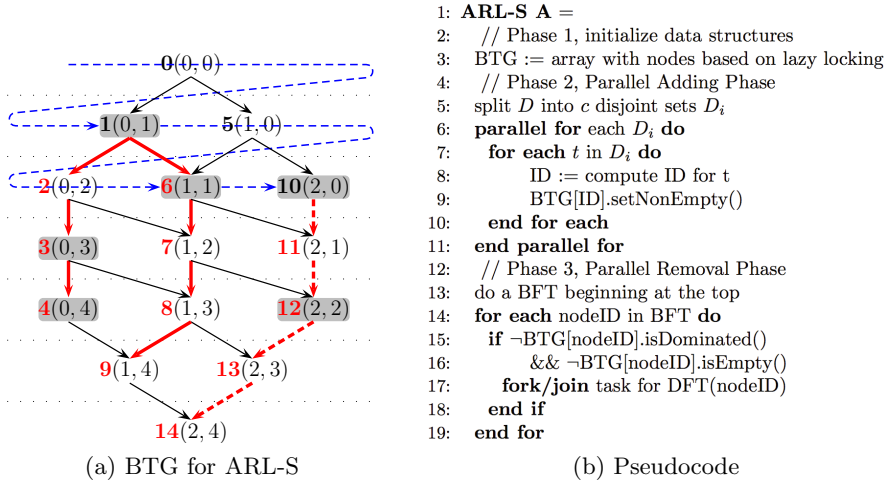 0(0, 0)
1(0, 1) 5(1, 0)
2(0, 2) 6(1, 1) 10(2, 0)
3(0, 3) 7(1, 2) 11(2, 1)
4(0, 4) 8(1, 3) 12(2, 2)
9(1, 4) 13(2, 3)
14(2, 4)
(a) BTG for ARL-S
1: ARL-S A =
2: // Phase 1, initialize data structures
3: BTG := array with nodes based on lazy locking
4: // Phase 2, Parallel Adding Phase
5: split D into c disjoint sets Di
6: parallel for each Di do
7: for each t in Di do
8: ID := compute ID for t
9: BTG[ID].setNonEmpty()
10: end for each
11: end parallel for
12: // Phase 3, Parallel Removal Phase
13: do a BFT beginning at the top
14: for each nodeID in BFT do
15: if ¬BTG[nodeID].isDominated()
16: && ¬BTG[nodeID].isEmpty()
17: fork/join task for DFT(nodeID)
18: end if
19: end for
(b) Pseudocode